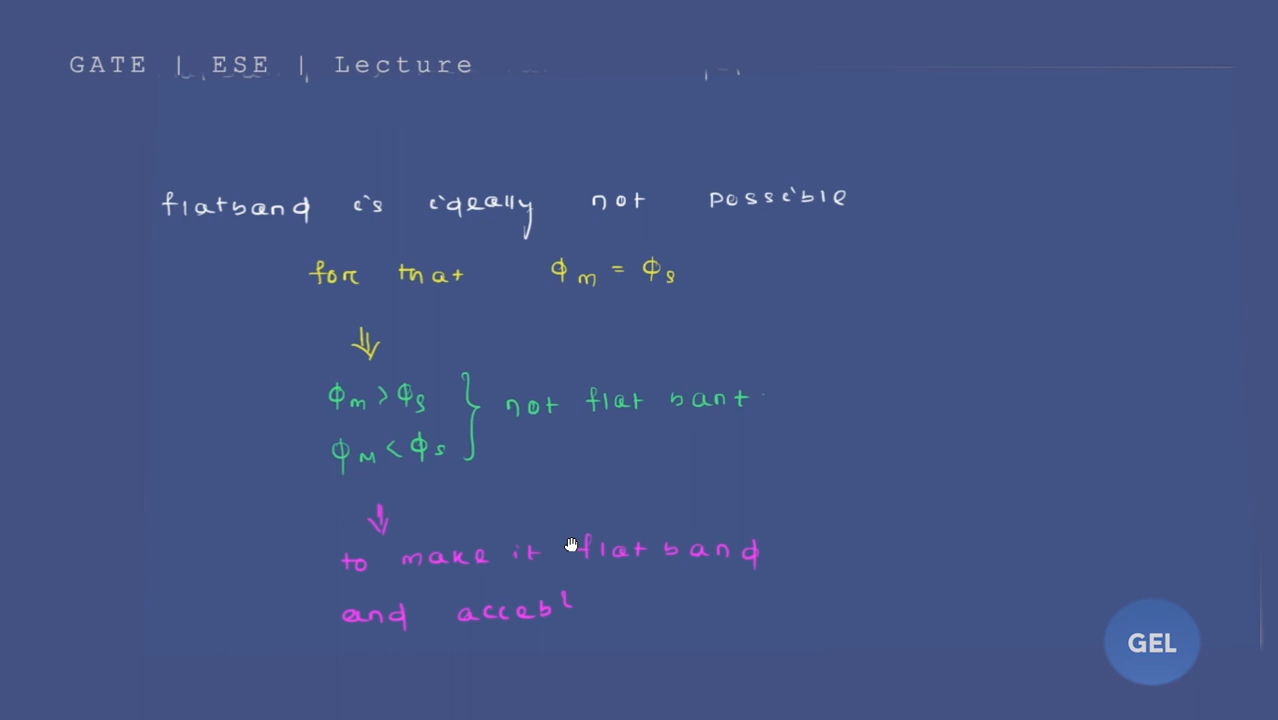 GATE | ESE | Lecture
flatband is ideally not possible
for that ϕm = ϕs
ϕm > ϕs
not flat bant
ϕM < ϕs
to make it flat band
and accebl
GEL